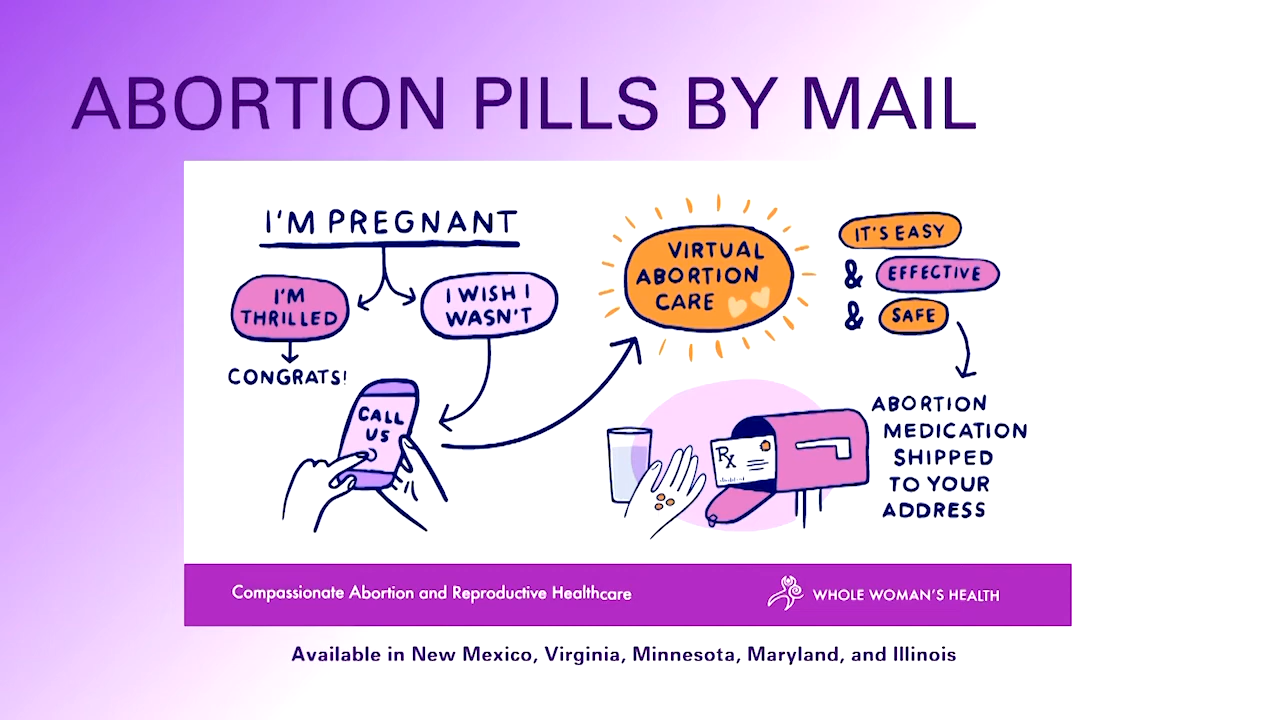 ABORTION PILLS BY MAIL
I'M PREGNANT
I'M
THRILLED
I WISH I
WASN'T
CONGRATS!
CALL
US
VIRTUAL
ABORTION
CARE
IT'S EASY
& EFFECTIVE
& SAFE
Rx
ABORTION
MEDICATION
SHIPPED
TO YOUR
ADDRESS
Compassionate Abortion and Reproductive Healthcare
WHOLE WOMAN'S HEALTH
Available in New Mexico, Virginia, Minnesota, Maryland, and Illinois